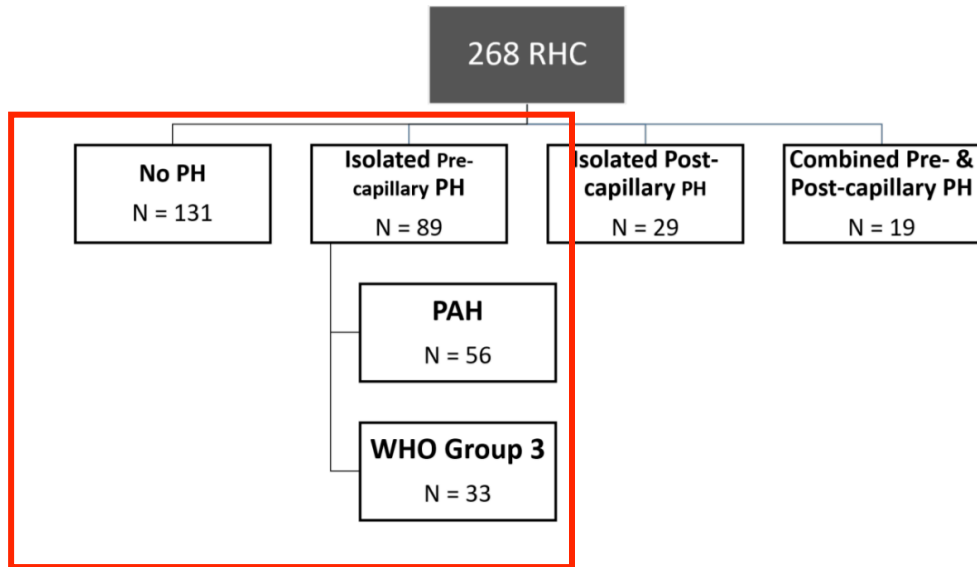 268 RHC
No PH
N = 131
Isolated Pre-
capillary PH
N = 89
Isolated Post-
capillary PH
N = 29
Combined Pre- &
Post-capillary PH
N = 19
PAH
N = 56
WHO Group 3
N = 33